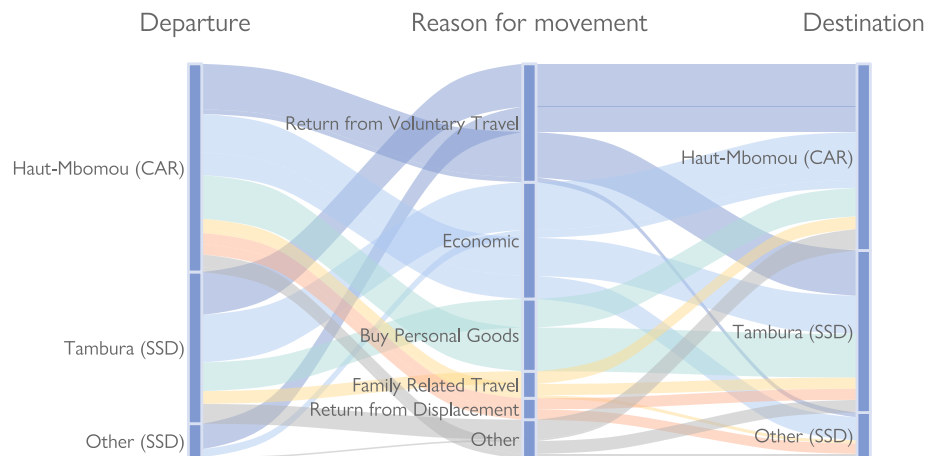 Departure
Reason for movement
Destination
Return from Voluntary Travel
Haut-Mbomou (CAR)
Haut-Mbomou (CAR)
Economic
Tambura (SSD)
Buy Personal Goods
Tambura (SSD)
Family Related Travel
Return from Displacement
Other (SSD)
Other
Other (SSD)